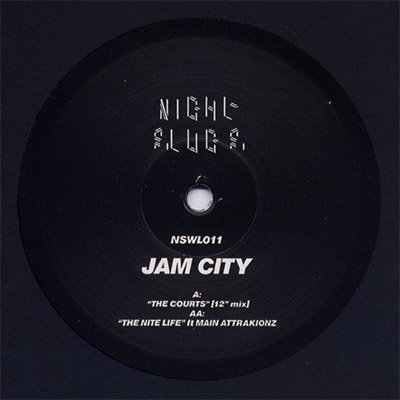 NIGHT
SLUGS
NSWL011
JAM CITY
A:
"THE COURTS" [12" mix]
AA:
"THE NITE LIFE" ft MAIN ATTRAKIONZ